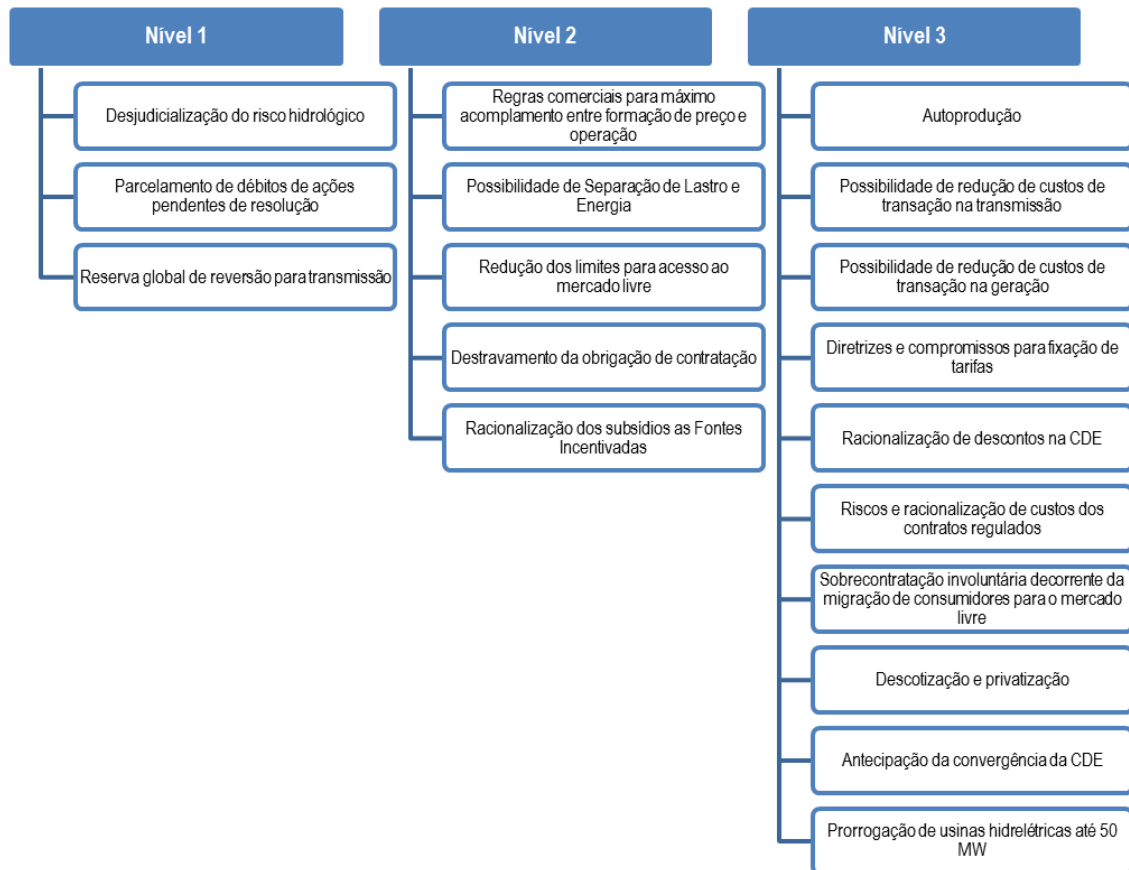 Nível 1
Desjudicialização do risco hidrológico
Parcelamento de débitos de ações
pendentes de resolução
Reserva global de reversão para transmissão
Nível 2
Regras comerciais para máximo
acomplamento entre formação de preço e
operação
Possibilidade de Separação de Lastro e
Energia
Redução dos limites para acesso ao
mercado livre
Destravamento da obrigação de contratação
Racionalização dos subsídios as Fontes
Incentivadas
Nível 3
Autoprodução
Possibilidade de redução de custos de
transação na transmissão
Possibilidade de redução de custos de
transação na geração
Diretrizes e compromissos para fixação de
tarifas
Racionalização de descontos na CDE
Riscos e racionalização de custos dos
contratos regulados
Sobrecontratação involuntária decorrente da
migração de consumidores para o mercado
livre
Descotização e privatização
Antecipação da convergência da CDE
Prorrogação de usinas hidrelétricas até 50
MW